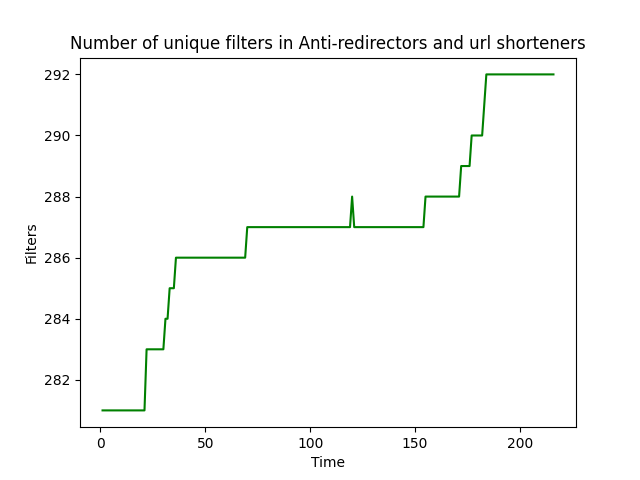 Number of unique filters in Anti-redirectors and url shorteners
292
290
288
286
284
282
Filters
0 50 100 150 200
Time